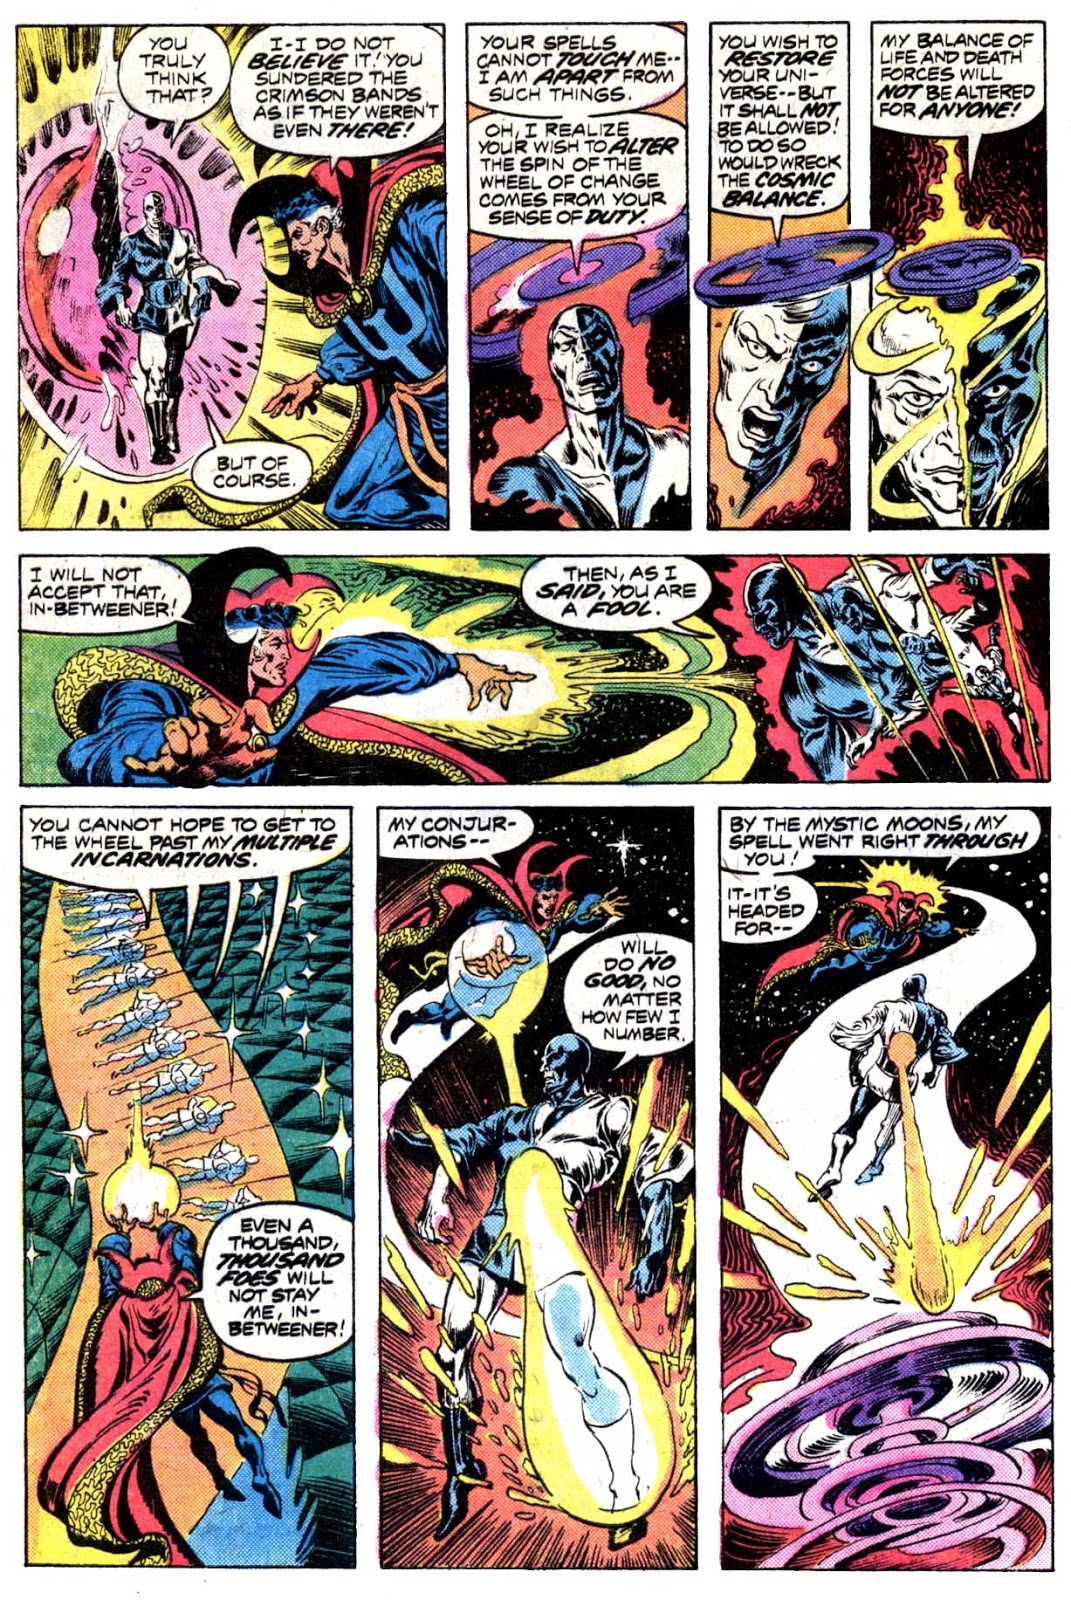 YOU
TRULY
THINK
THAT?
I-I DO NOT
BELIEVE IT! YOU
SUNDERED THE
CRIMSON BANDS
AS IF THEY WEREN'T
EVEN THERE!
BUT OF
COURSE.
YOUR SPELLS
CANNOT TOUCH ME--
I AM APART FROM
SUCH THINGS.
OH, I REALIZE
YOUR WISH TO ALTER
THE SPIN OF THE
WHEEL OF CHANGE
COMES FROM YOUR
SENSE OF DUTY.
YOU WISH TO
RESTORE
YOUR UNI-
VERSE--BUT
IT SHALL NOT
BE ALLOWED!
TO DO SO
WOULD WRECK
THE COSMIC
BALANCE.
MY BALANCE OF
LIFE AND DEATH
FORCES WILL
NOT BE ALTERED
FOR ANYONE!
I WILL NOT
ACCEPT THAT,
IN-BETWEENER!
THEN, AS I
SAID, YOU ARE
A FOOL.
YOU CANNOT HOPE TO GET TO
THE WHEEL PAST MY MULTIPLE
INCARNATIONS.
EVEN A
THOUSAND,
THOUSAND
FOES WILL
NOT STAY
ME, IN-
BETWEENER!
MY CONJUR-
ATIONS--
WILL
DO NO
GOOD, NO
MATTER
HOW FEW I
NUMBER.
BY THE MYSTIC MOONS, MY
SPELL WENT RIGHT THROUGH
YOU!
IT-IT'S
HEADED
FOR--